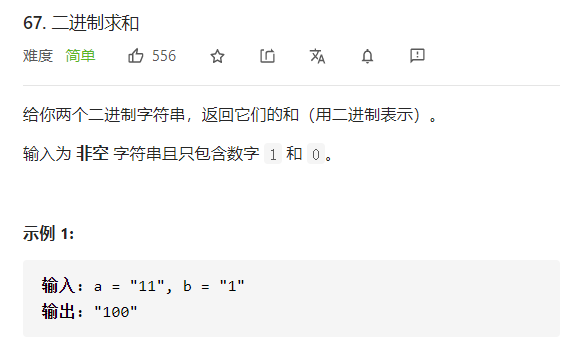 67. 二进制求和
难度 简单 556
给你两个二进制字符串，返回它们的和（用二进制表示）。
输入为 非空 字符串且只包含数字 1 和 0。
示例 1:
输入: a = "11", b = "1"
输出: "100"